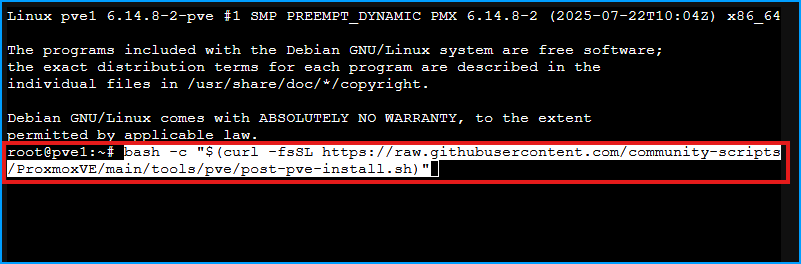 Linux pve1 6.14.8-2-pve #1 SMP PREEMPT_DYNAMIC PMX 6.14.8-2 (2025-07-22T10:04Z) x86_64
The programs included with the Debian GNU/Linux system are free software;
the exact distribution terms for each program are described in the
individual files in /usr/share/doc/*/copyright.
Debian GNU/Linux comes with ABSOLUTELY NO WARRANTY, to the extent
permitted by applicable law.
root@pve1:~# bash -c "$(curl -fsSL https://raw.githubusercontent.com/community-scripts
/ProxmoxVE/main/tools/pve/post-pve-install.sh)"